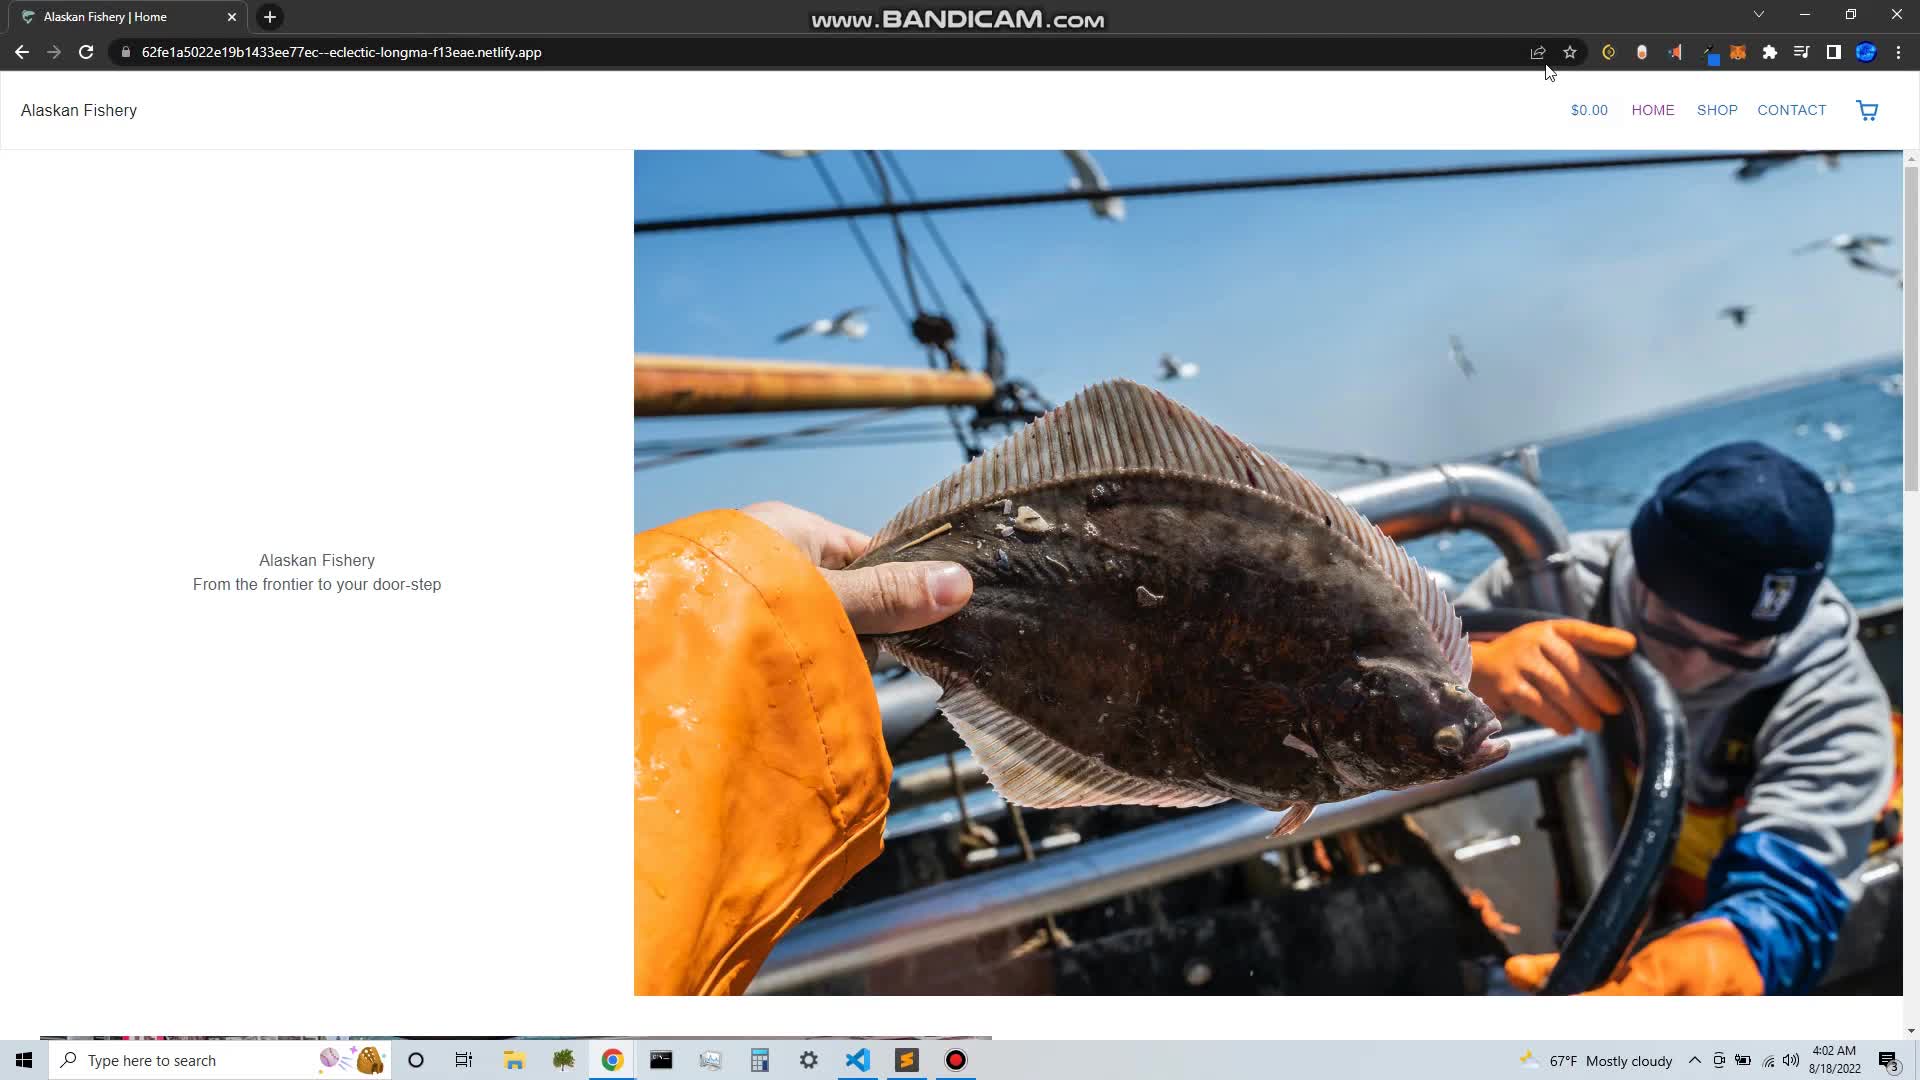 Alaskan Fishery | Home
www.BANDICAM.com
62fe1a5022e19b1433ee77ec--eclectic-longma-f13eae.netlify.app
Alaskan Fishery
$0.00
HOME
SHOP
CONTACT
Alaskan Fishery
From the frontier to your door-step
Type here to search
67°F Mostly cloudy
4:02 AM
8/18/2022
3